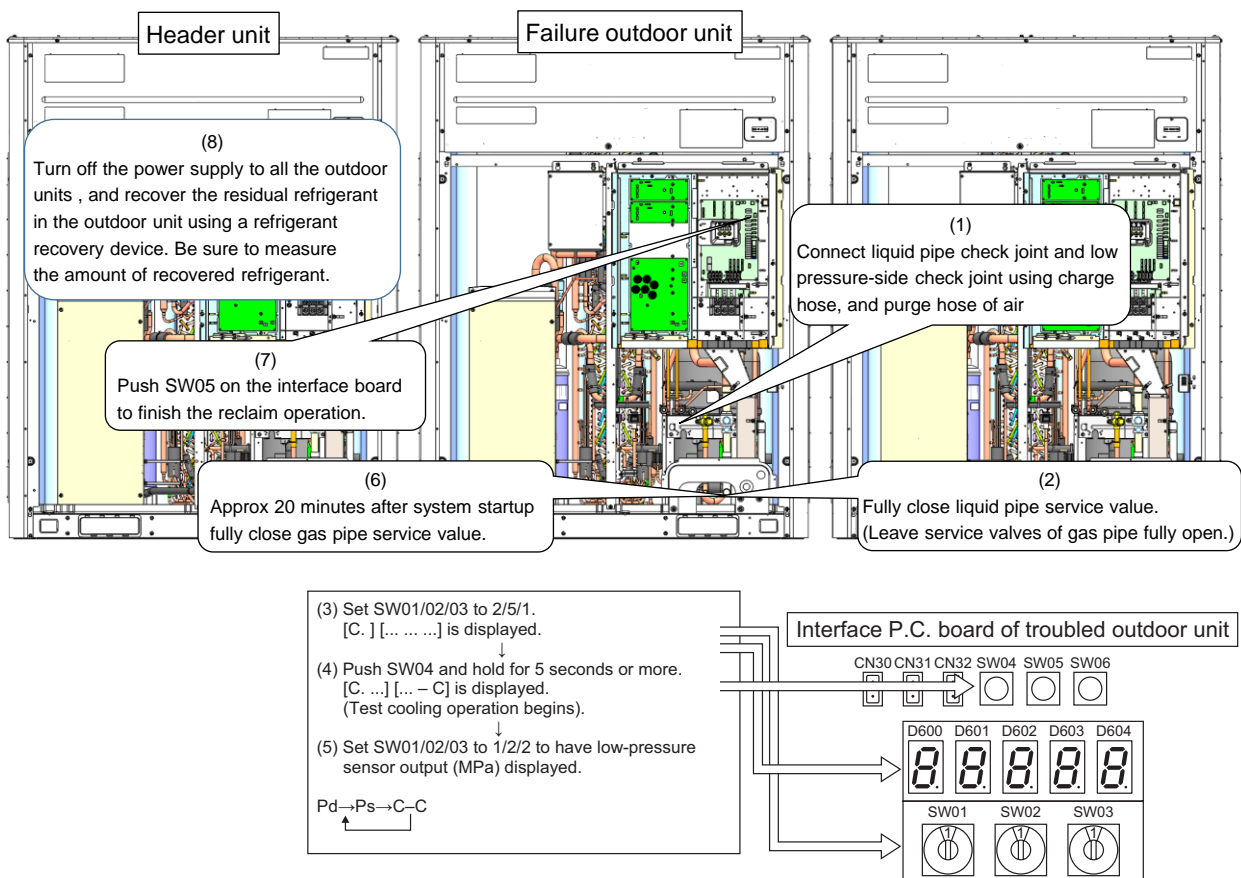 Header unit
Failure outdoor unit
(8)
Turn off the power supply to all the outdoor
units , and recover the residual refrigerant
in the outdoor unit using a refrigerant
recovery device. Be sure to measure
the amount of recovered refrigerant.
(1)
Connect liquid pipe check joint and low
pressure-side check joint using charge
hose, and purge hose of air
(7)
Push SW05 on the interface board
to finish the reclaim operation.
(6)
Approx 20 minutes after system startup
fully close gas pipe service value.
(2)
Fully close liquid pipe service value.
(Leave service valves of gas pipe fully open.)
(3) Set SW01/02/03 to 2/5/1.
[C. ] [... ... ...] is displayed.
↓
(4) Push SW04 and hold for 5 seconds or more.
[C. ...] [... – C] is displayed.
(Test cooling operation begins).
↓
(5) Set SW01/02/03 to 1/2/2 to have low-pressure
sensor output (MPa) displayed.
Pd→Ps→C–C
Interface P.C. board of troubled outdoor unit
CN30 CN31 CN32 SW04 SW05 SW06
D600 D601 D602 D603 D604
8. 8. 8. 8. 8.
SW01 SW02 SW03
1 1 1